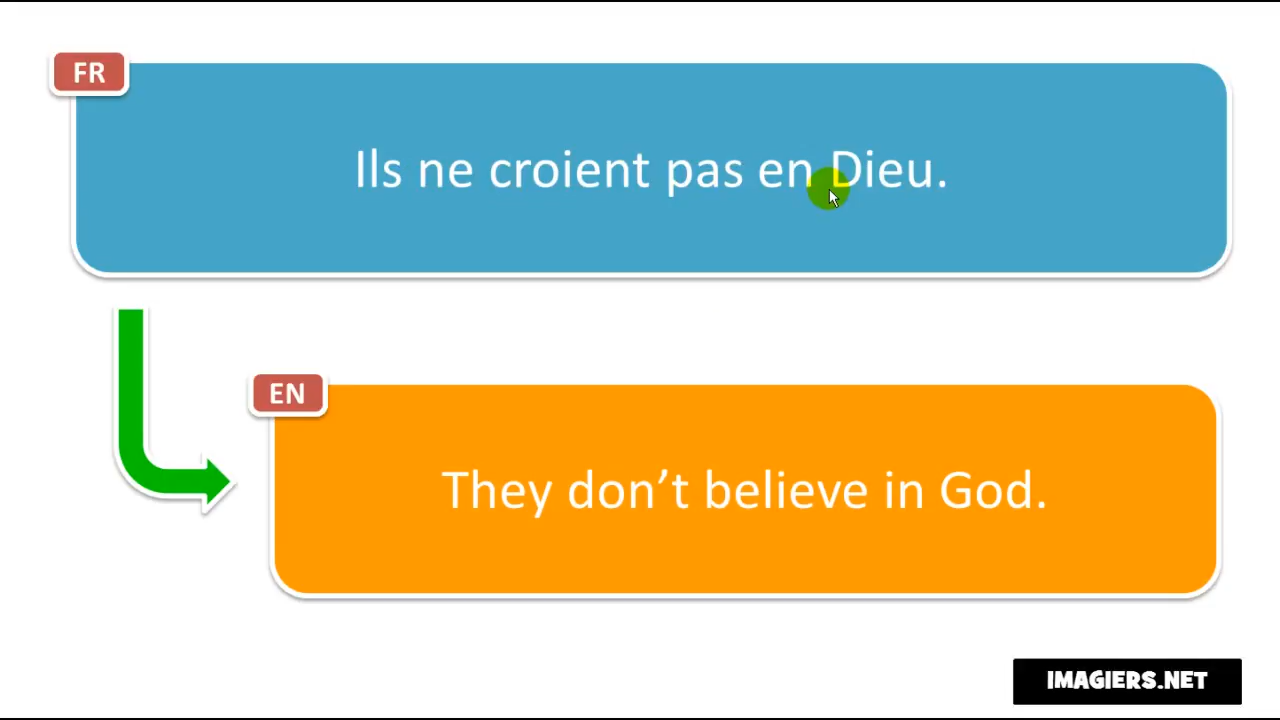 FR
Ils ne croient pas en Dieu.
EN
They don’t believe in God.
IMAGIERS.NET